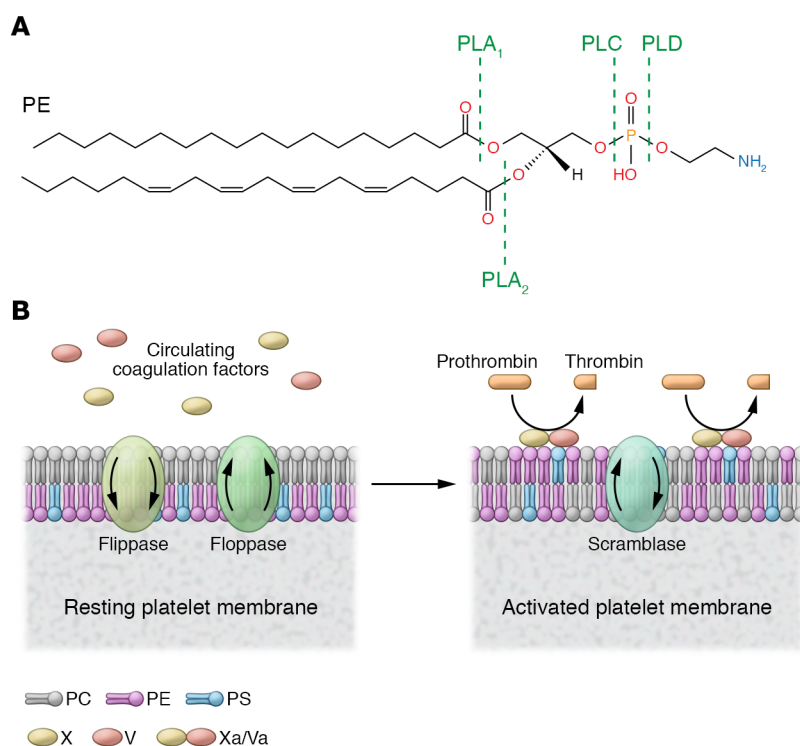 A
PLA1
PLC PLD
PE
O
O
O
O
P
O
NH2
O
H
HO
O
PLA2
B
Circulating
coagulation factors
Prothrombin Thrombin
Flippase Floppase
Scramblase
Resting platelet membrane
Activated platelet membrane
PC PE PS
X V Xa/Va